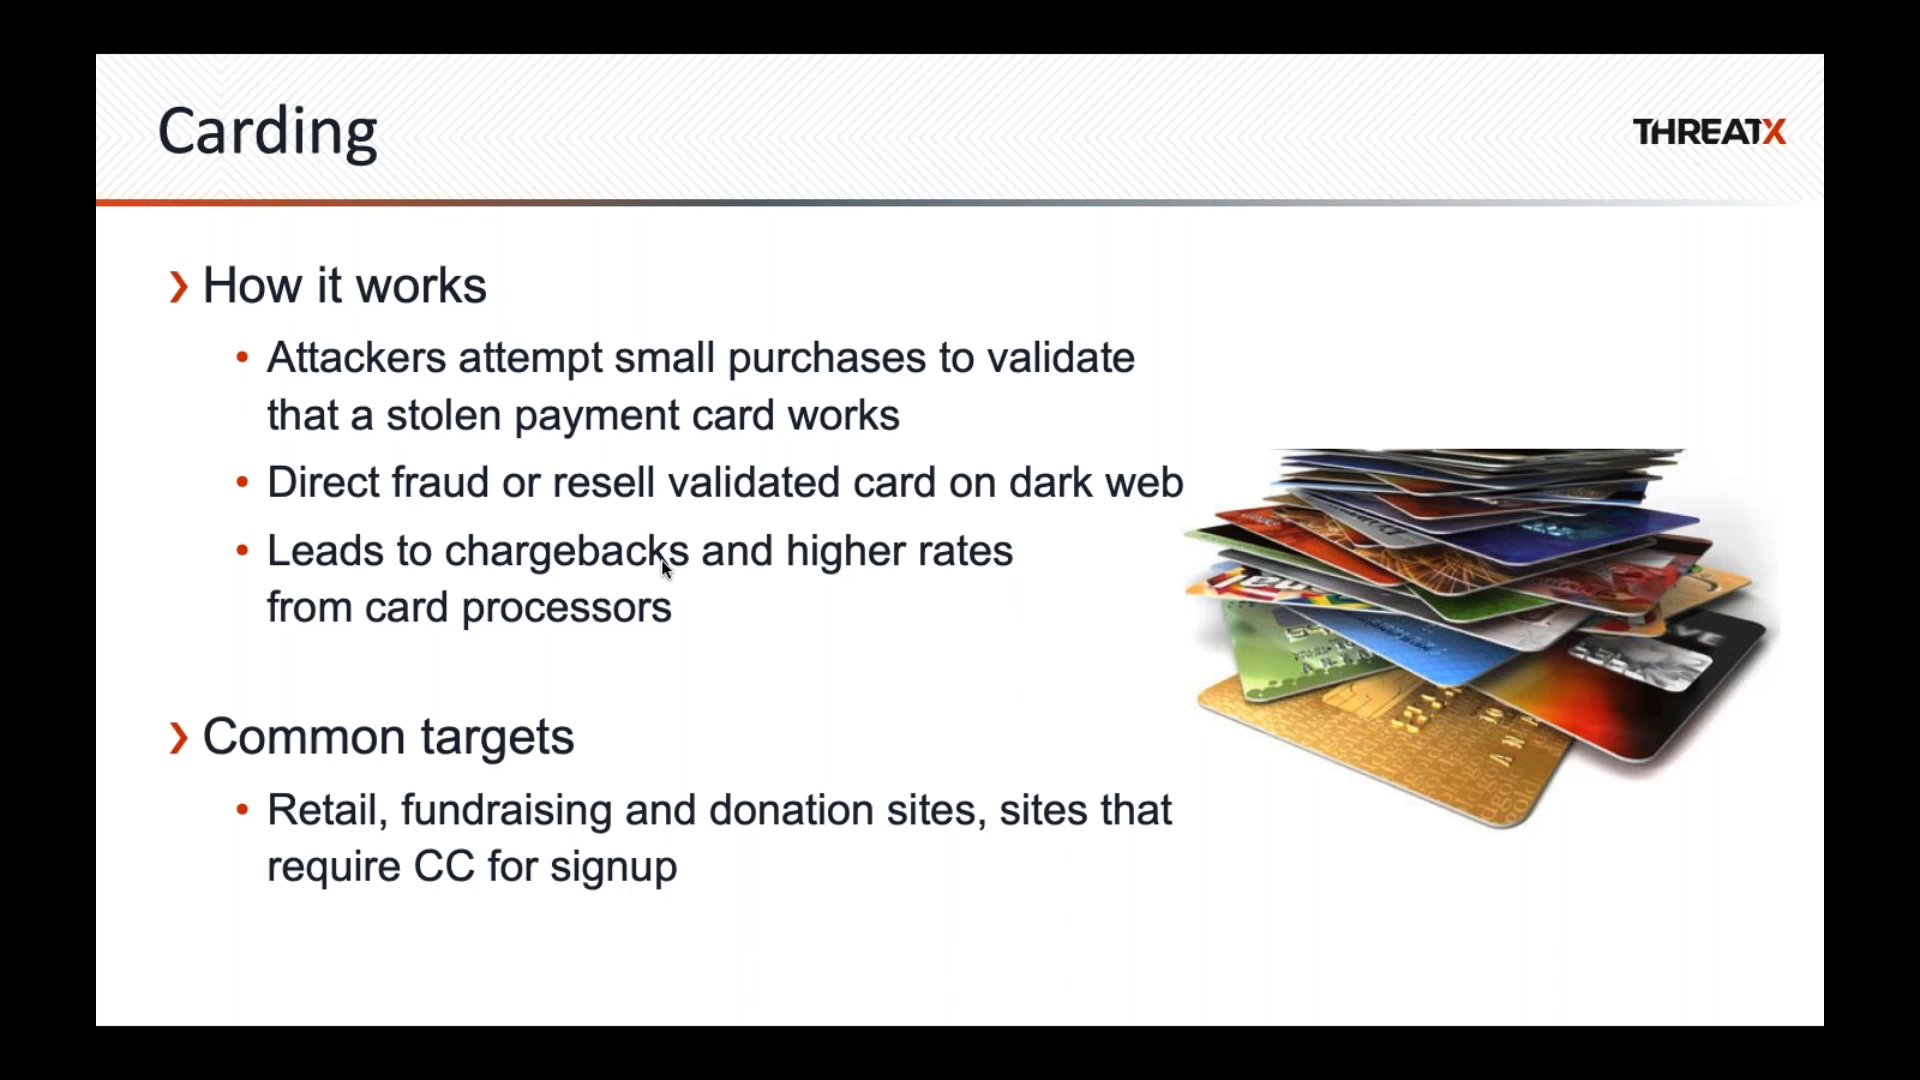 Carding
THREATX
How it works
Attackers attempt small purchases to validate
that a stolen payment card works
Direct fraud or resell validated card on dark web
Leads to chargebacks and higher rates
from card processors
Common targets
Retail, fundraising and donation sites, sites that
require CC for signup